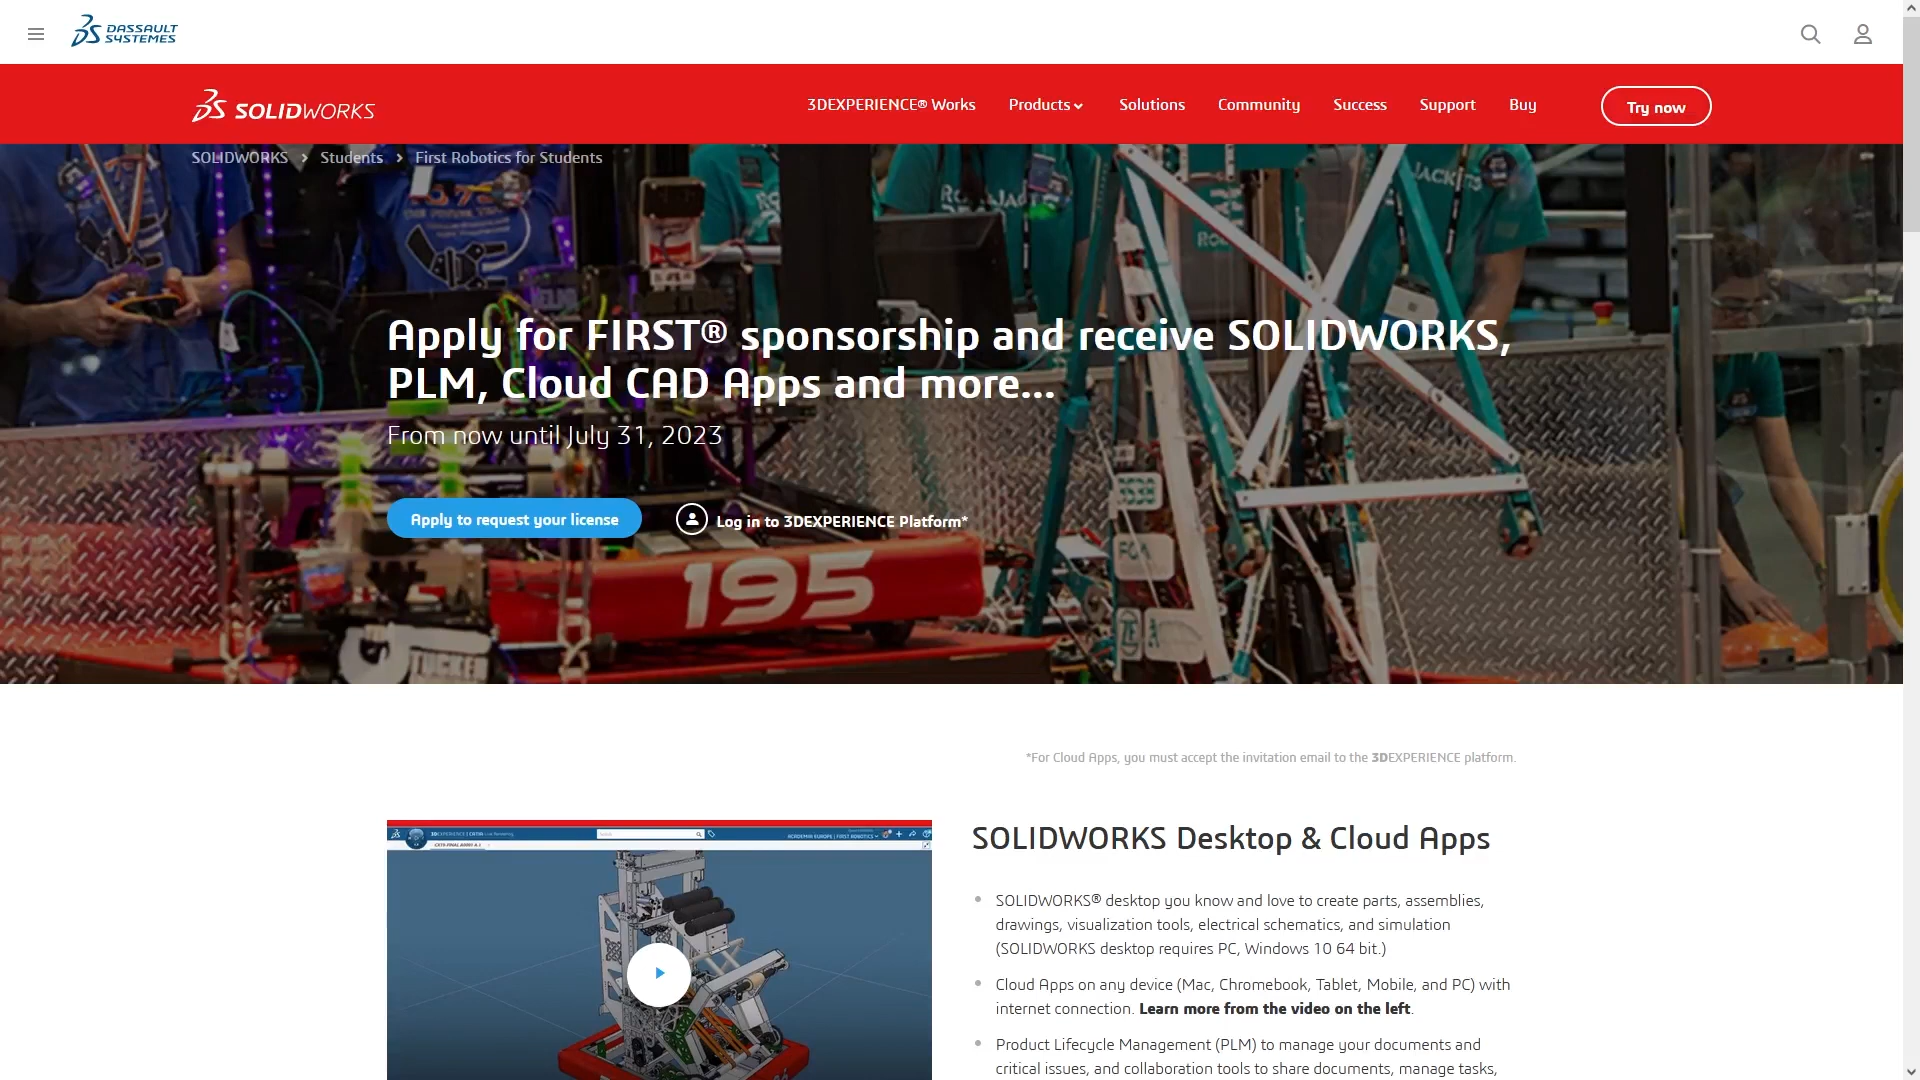 DASSAULT
SYSTEMES
SOLIDWORKS
3DEXPERIENCE® Works
Products
Solutions
Community
Success
Support
Buy
Try now
SOLIDWORKS > Students > First Robotics for Students
Apply for FIRST® sponsorship and receive SOLIDWORKS,
PLM, Cloud CAD Apps and more...
From now until July 31, 2023
Apply to request your license
Log in to 3DEXPERIENCE Platform*
195
TUCKER
*For Cloud Apps, you must accept the invitation email to the 3DEXPERIENCE platform.
SOLIDWORKS Desktop & Cloud Apps
SOLIDWORKS® desktop you know and love to create parts, assemblies,
drawings, visualization tools, electrical schematics, and simulation
(SOLIDWORKS desktop requires PC, Windows 10 64 bit.)
Cloud Apps on any device (Mac, Chromebook, Tablet, Mobile, and PC) with
internet connection. Learn more from the video on the left.
Product Lifecycle Management (PLM) to manage your documents and
critical issues, and collaboration tools to share documents, manage tasks,